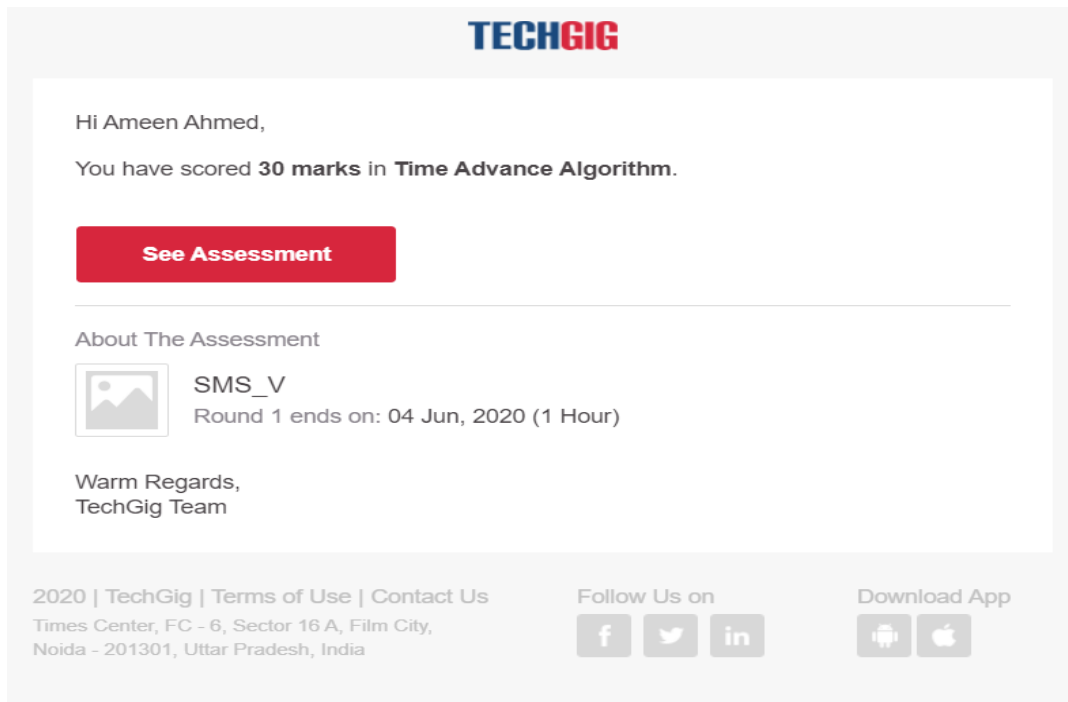 TECHGIG
Hi Ameen Ahmed,
You have scored 30 marks in Time Advance Algorithm.
See Assessment
About The Assessment
SMS_V
Round 1 ends on: 04 Jun, 2020 (1 Hour)
Warm Regards,
TechGig Team
2020 | TechGig | Terms of Use | Contact Us
Times Center, FC - 6, Sector 16 A, Film City,
Noida - 201301, Uttar Pradesh, India
Follow Us on
f
in
Download App